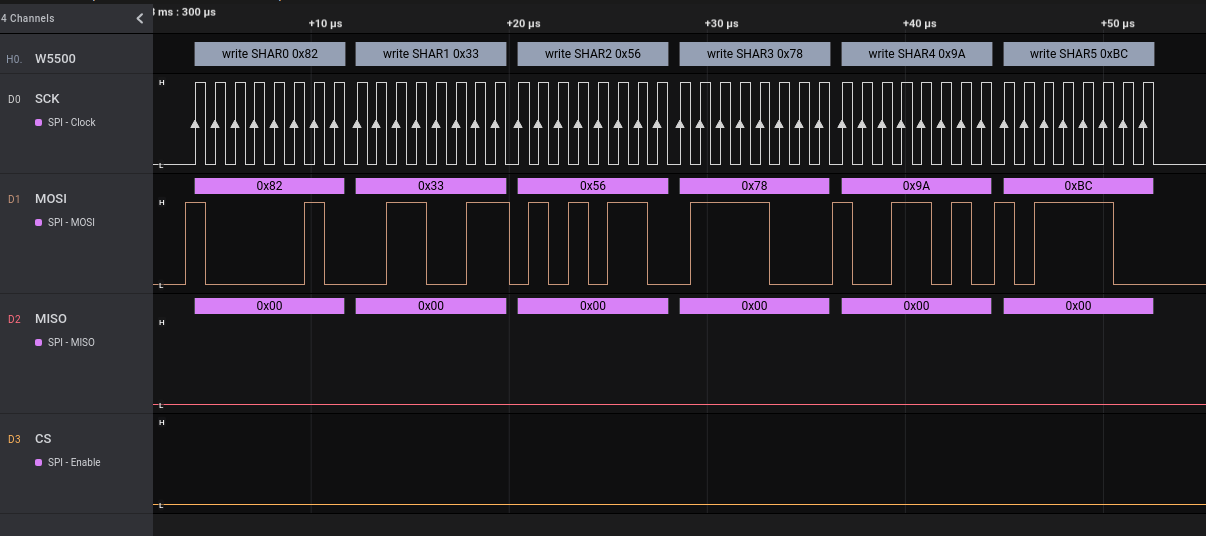 4 Channels
ms : 300 µs
+10 µs
+20 µs
+30 µs
+40 µs
+50 µs
H0. W5500
write SHAR0 0x82
write SHAR1 0x33
write SHAR2 0x56
write SHAR3 0x78
write SHAR4 0x9A
write SHAR5 0xBC
D0 SCK
SPI - Clock
H
L
D1 MOSI
SPI - MOSI
0x82
0x33
0x56
0x78
0x9A
0xBC
H
L
D2 MISO
SPI - MISO
0x00
0x00
0x00
0x00
0x00
0x00
H
L
D3 CS
SPI - Enable
H
L